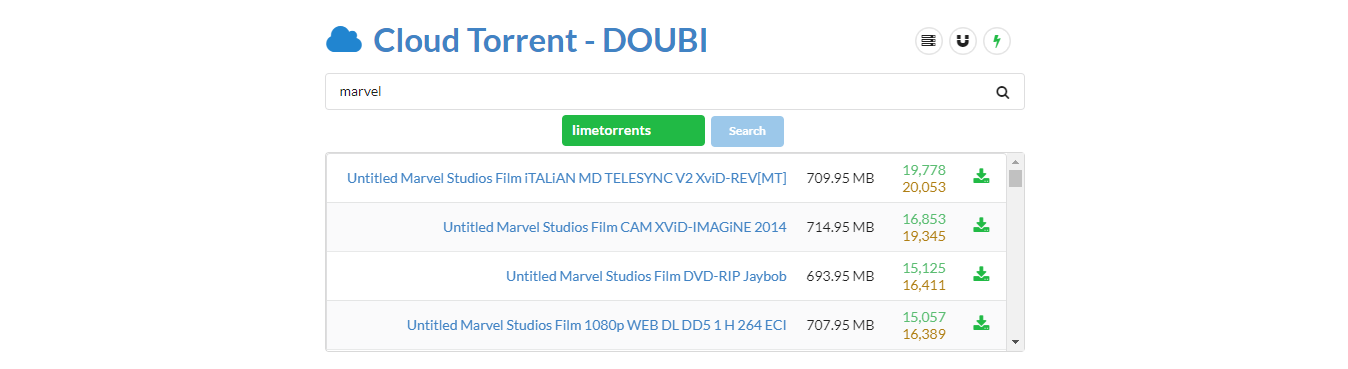 Cloud Torrent - DOUBI
marvel
limetorrents Search
Untitled Marvel Studios Film iTALiAN MD TELESYNC V2 XviD-REV[MT] 709.95 MB 19,778
20,053
Untitled Marvel Studios Film CAM XViD-IMAGiNE 2014 714.95 MB 16,853
19,345
Untitled Marvel Studios Film DVD-RIP Jaybob 693.95 MB 15,125
16,411
Untitled Marvel Studios Film 1080p WEB DL DD5 1 H 264 ECI 707.95 MB 15,057
16,389